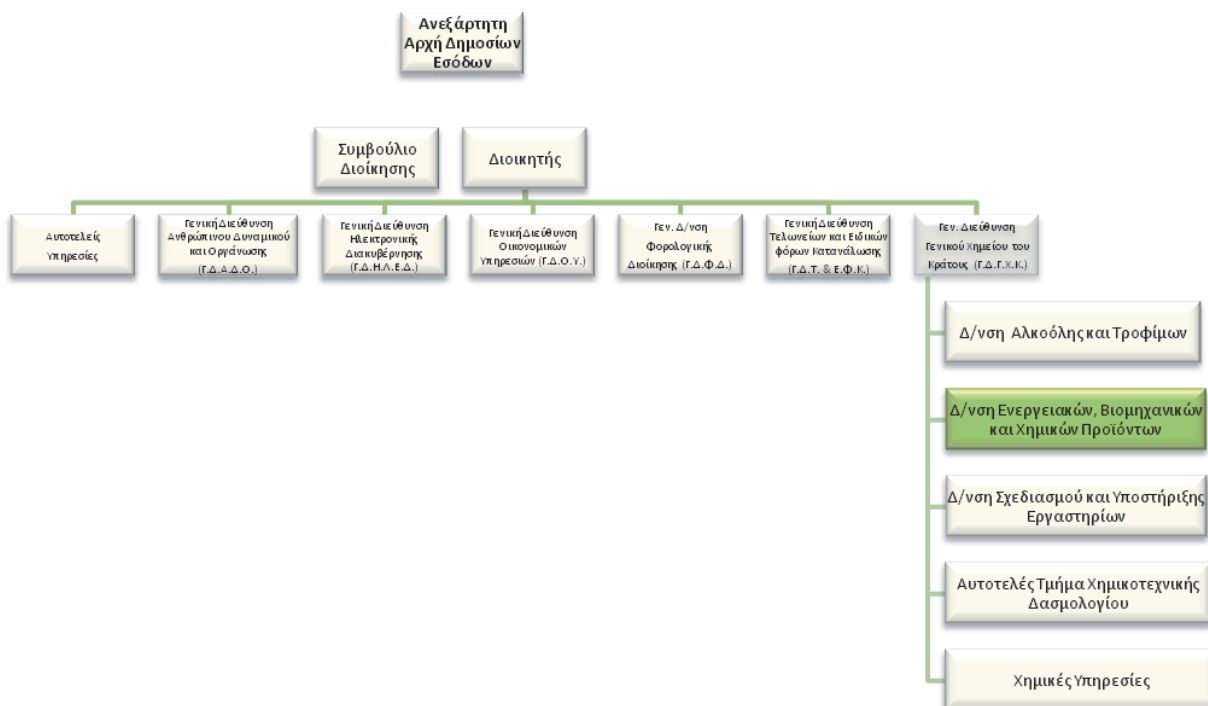 Ανεξάρτητη
Αρχή Δημοσίων
Εσόδων
Συμβούλιο
Διοίκησης
Διοικητής
Αυτοτελείς
Υπηρεσίες
Γενική Διεύθυνση
Ανθρώπινου Δυναμικού
και Οργάνωσης
(Γ.Δ.Α.Δ.Ο.)
Γενική Διεύθυνση
Ηλεκτρονικής
Διακυβέρνησης
(Γ.Δ.Η.Λ.Ε.Δ.)
Γενική Διεύθυνση
Οικονομικών
Υπηρεσιών (Γ.Δ.Ο.Υ.)
Γεν. Δ/νση
Φορολογικής
Διοίκησης (Γ.Δ.Φ.Δ.)
Γενική Διεύθυνση
Τελωνείων και Ειδικών
φόρων Κατανάλωσης
(Γ.Δ.Τ. & Ε.Φ.Κ.)
Γεν. Διεύθυνση
Γενικού Χημείου του
Κράτους (Γ.Δ.Γ.Χ.Κ.)
Δ/νση Αλκοόλης και Τροφίμων
Δ/νση Ενεργειακών, Βιομηχανικών
και Χημικών Προϊόντων
Δ/νση Σχεδιασμού και Υποστήριξης
Εργαστηρίων
Αυτοτελές Τμήμα Χημικοτεχνικής
Δασμολογίου
Χημικές Υπηρεσίες